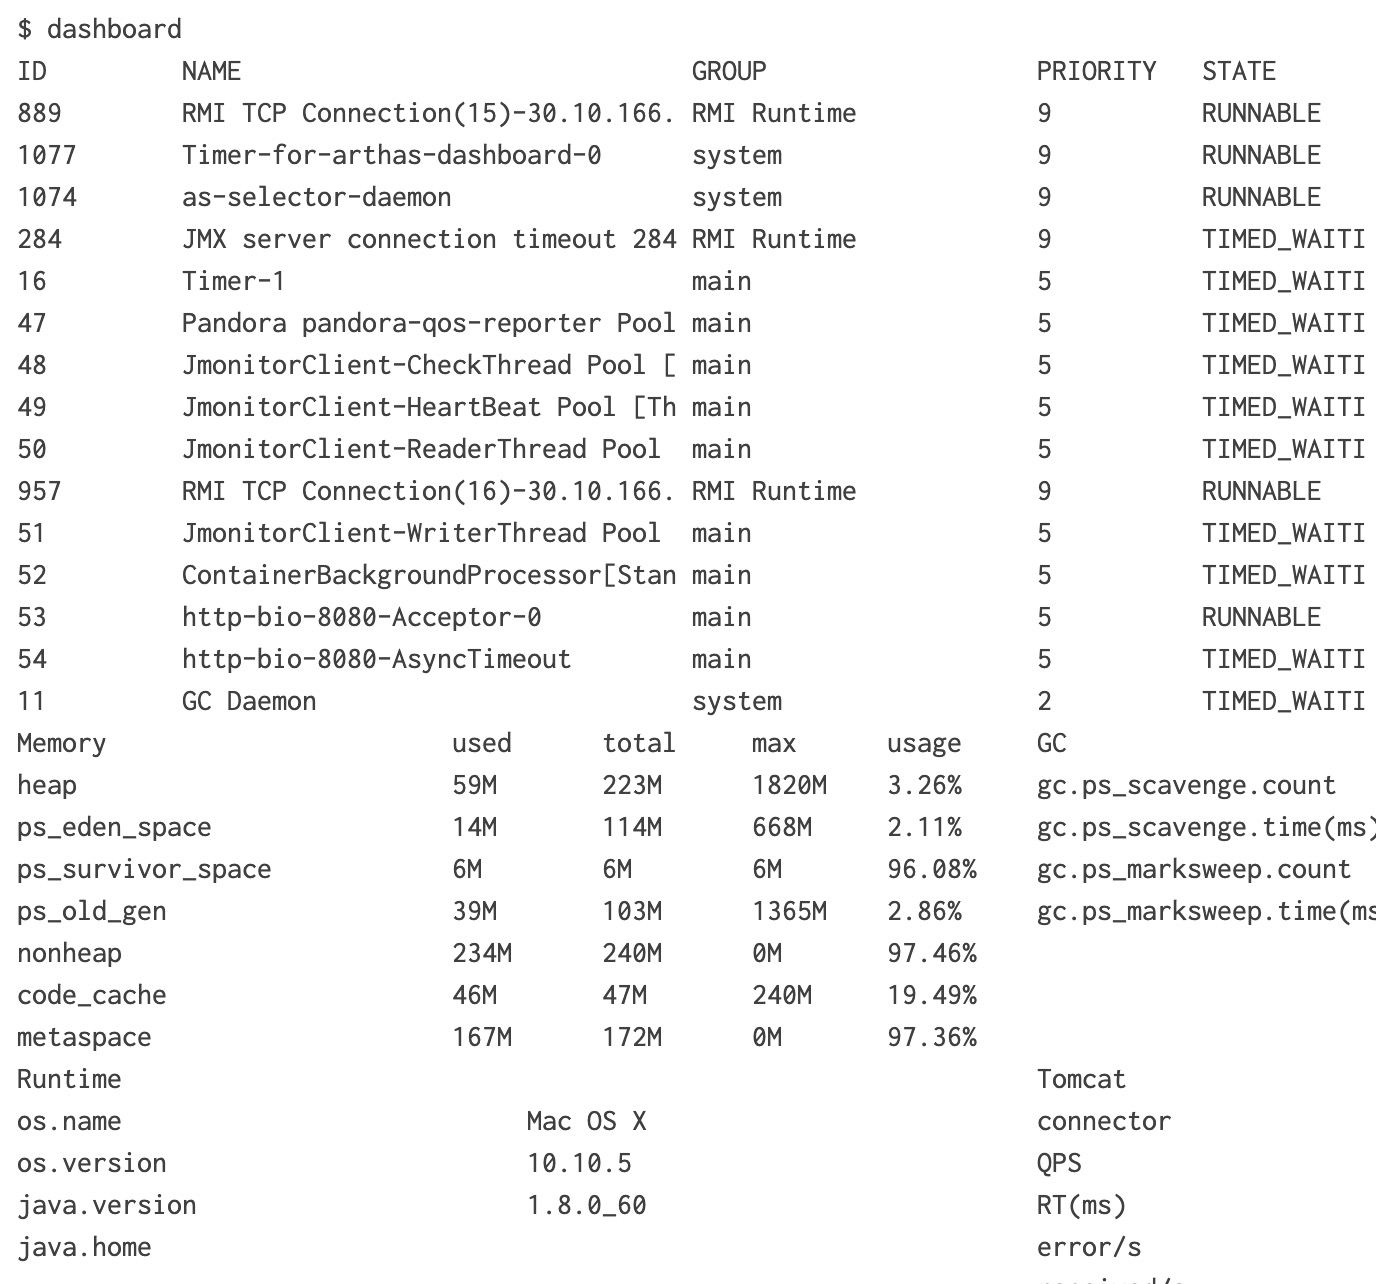 $ dashboard
ID NAME GROUP PRIORITY STATE
889 RMI TCP Connection(15)-30.10.166. RMI Runtime 9 RUNNABLE
1077 Timer-for-arthas-dashboard-0 system 9 RUNNABLE
1074 as-selector-daemon system 9 RUNNABLE
284 JMX server connection timeout 284 RMI Runtime 9 TIMED_WAITI
16 Timer-1 main 5 TIMED_WAITI
47 Pandora pandora-qos-reporter Pool main 5 TIMED_WAITI
48 JmonitorClient-CheckThread Pool [ main 5 TIMED_WAITI
49 JmonitorClient-HeartBeat Pool [Th main 5 TIMED_WAITI
50 JmonitorClient-ReaderThread Pool main 5 TIMED_WAITI
957 RMI TCP Connection(16)-30.10.166. RMI Runtime 9 RUNNABLE
51 JmonitorClient-WriterThread Pool main 5 TIMED_WAITI
52 ContainerBackgroundProcessor[Stan main 5 TIMED_WAITI
53 http-bio-8080-Acceptor-0 main 5 RUNNABLE
54 http-bio-8080-AsyncTimeout main 5 TIMED_WAITI
11 GC Daemon system 2 TIMED_WAITI
Memory used total max usage GC
heap 59M 223M 1820M 3.26% gc.ps_scavenge.count
ps_eden_space 14M 114M 668M 2.11% gc.ps_scavenge.time(ms)
ps_survivor_space 6M 6M 6M 96.08% gc.ps_marksweep.count
ps_old_gen 39M 103M 1365M 2.86% gc.ps_marksweep.time(ms
nonheap 234M 240M 0M 97.46%
code_cache 46M 47M 240M 19.49%
metaspace 167M 172M 0M 97.36%
Runtime Tomcat
os.name Mac OS X connector
os.version 10.10.5 QPS
java.version 1.8.0_60 RT(ms)
java.home error/s